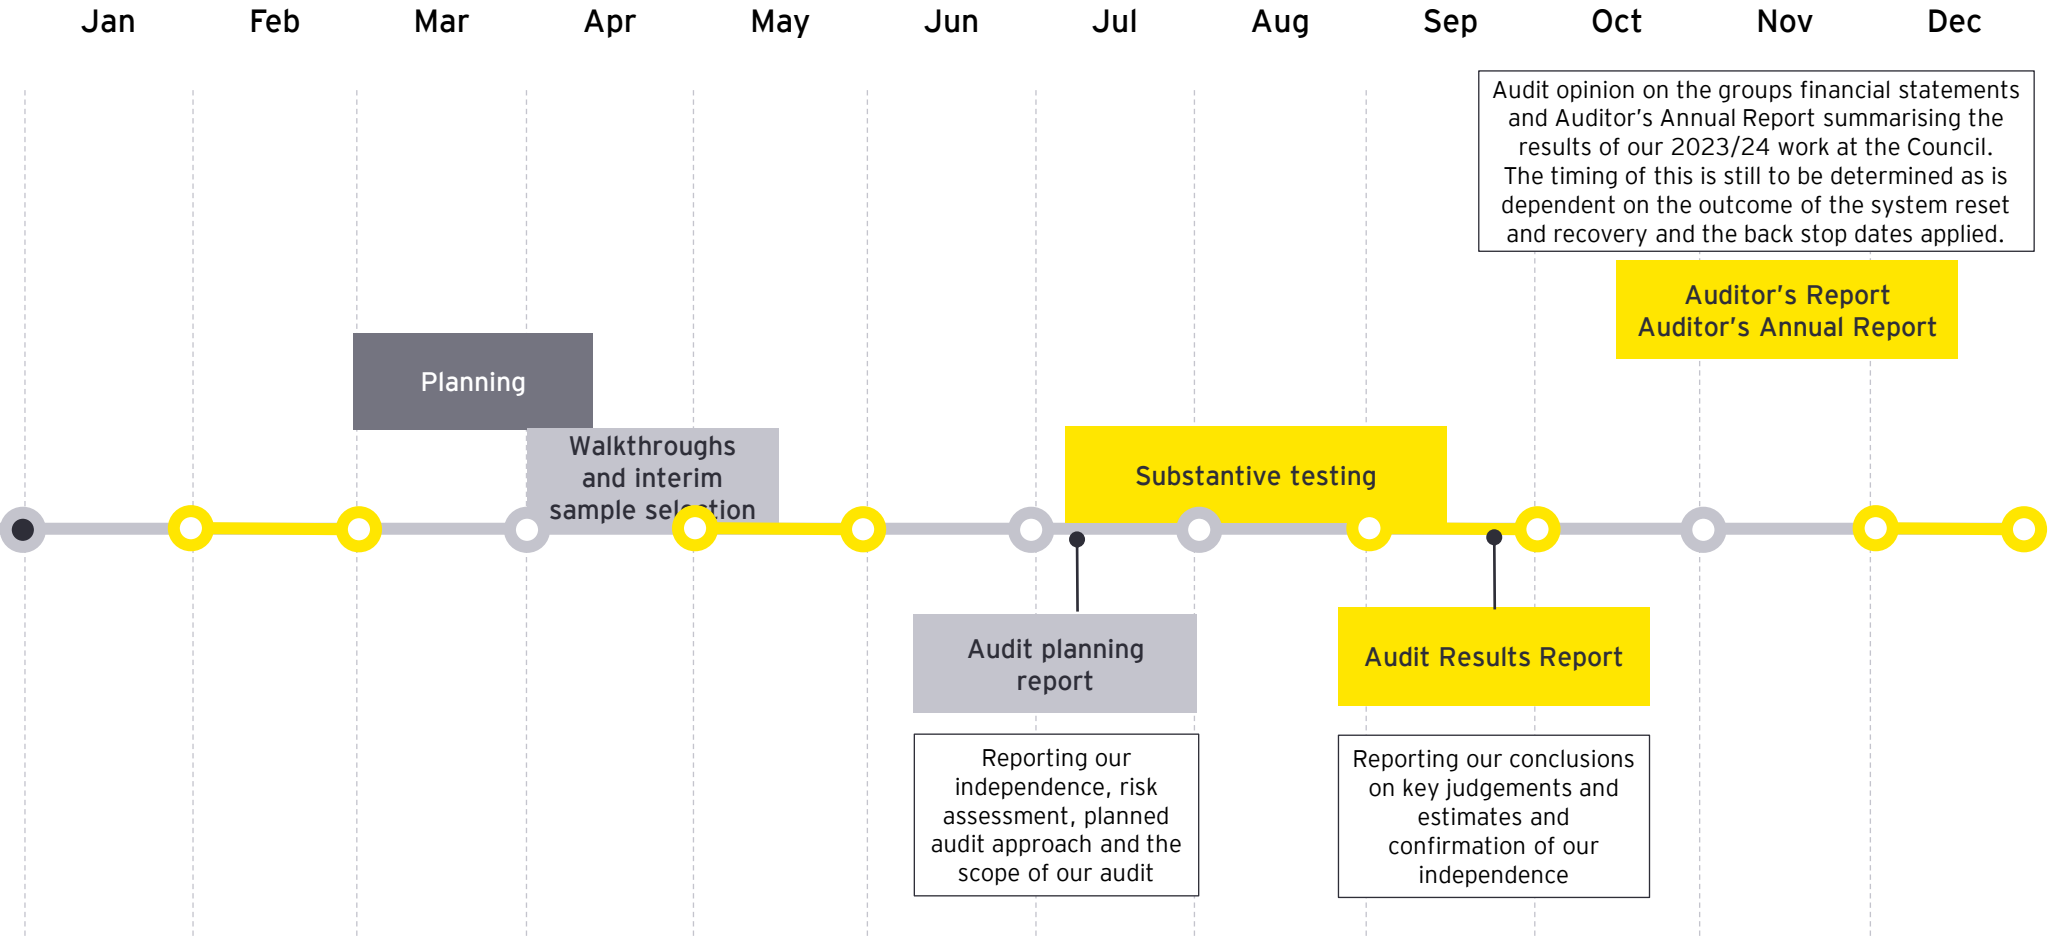 Jan Feb Mar Apr May Jun Jul Aug Sep Oct Nov Dec
Audit opinion on the groups financial statements
and Auditor's Annual Report summarising the
results of our 2023/24 work at the Council.
The timing of this is still to be determined as is
dependent on the outcome of the system reset
and recovery and the back stop dates applied.
Auditor's Report
Auditor's Annual Report
Planning
Walkthroughs
and interim
sample selection
Substantive testing
Audit planning
report
Audit Results Report
Reporting our
independence, risk
assessment, planned
audit approach and the
scope of our audit
Reporting our conclusions
on key judgements and
estimates and
confirmation of our
independence